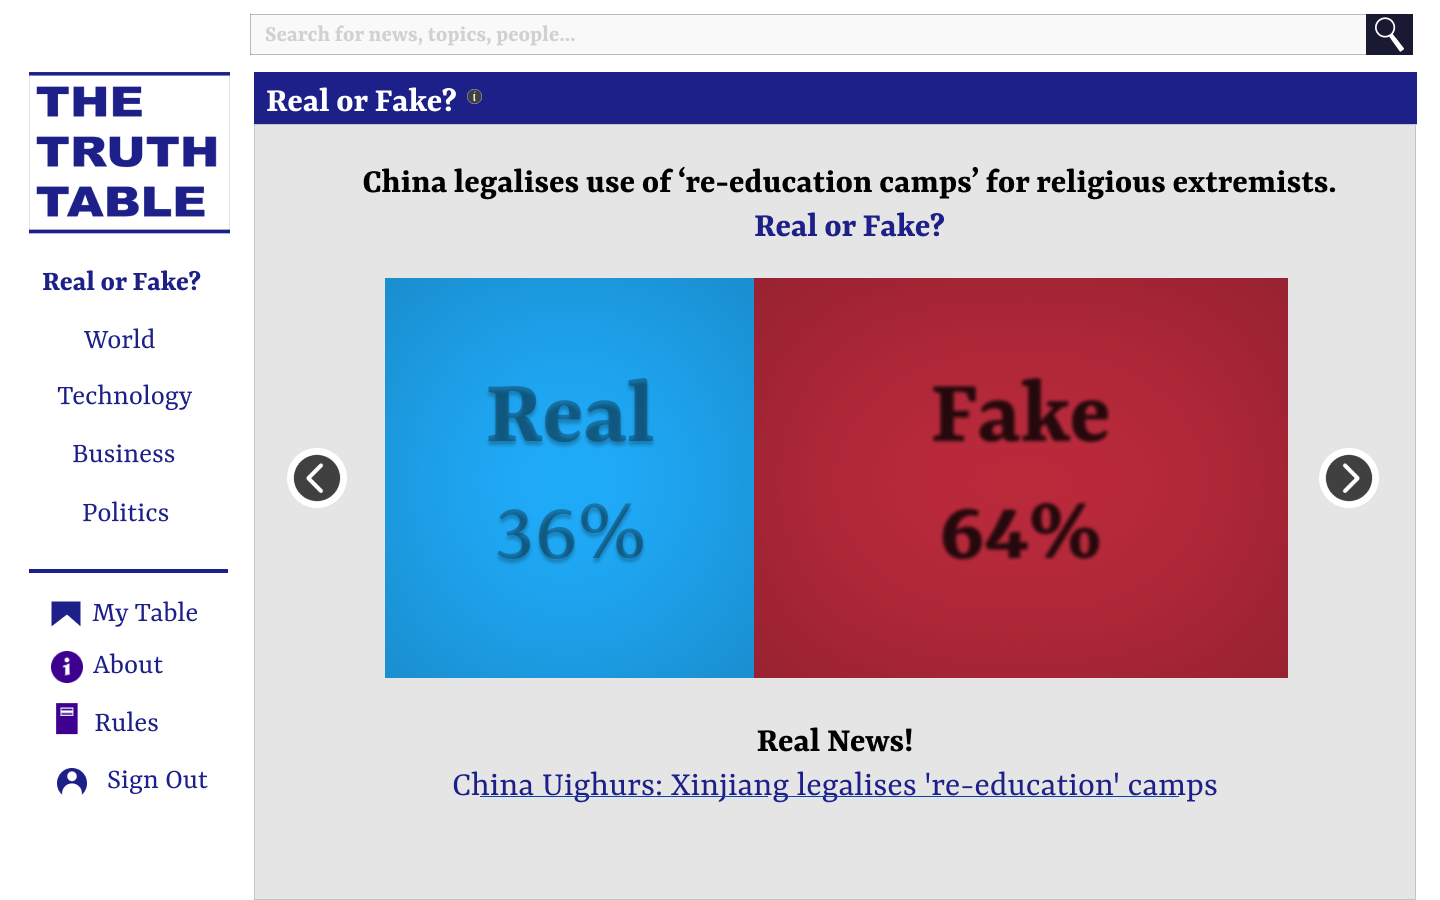 Search for news, topics, people...
THE
TRUTH
TABLE
Real or Fake?
World
Technology
Business
Politics
My Table
About
Rules
Sign Out
Real or Fake?
China legalises use of ‘re-education camps’ for religious extremists.
Real or Fake?
Real
36%
Fake
64%
Real News!
China Uighurs: Xinjiang legalises 're-education' camps